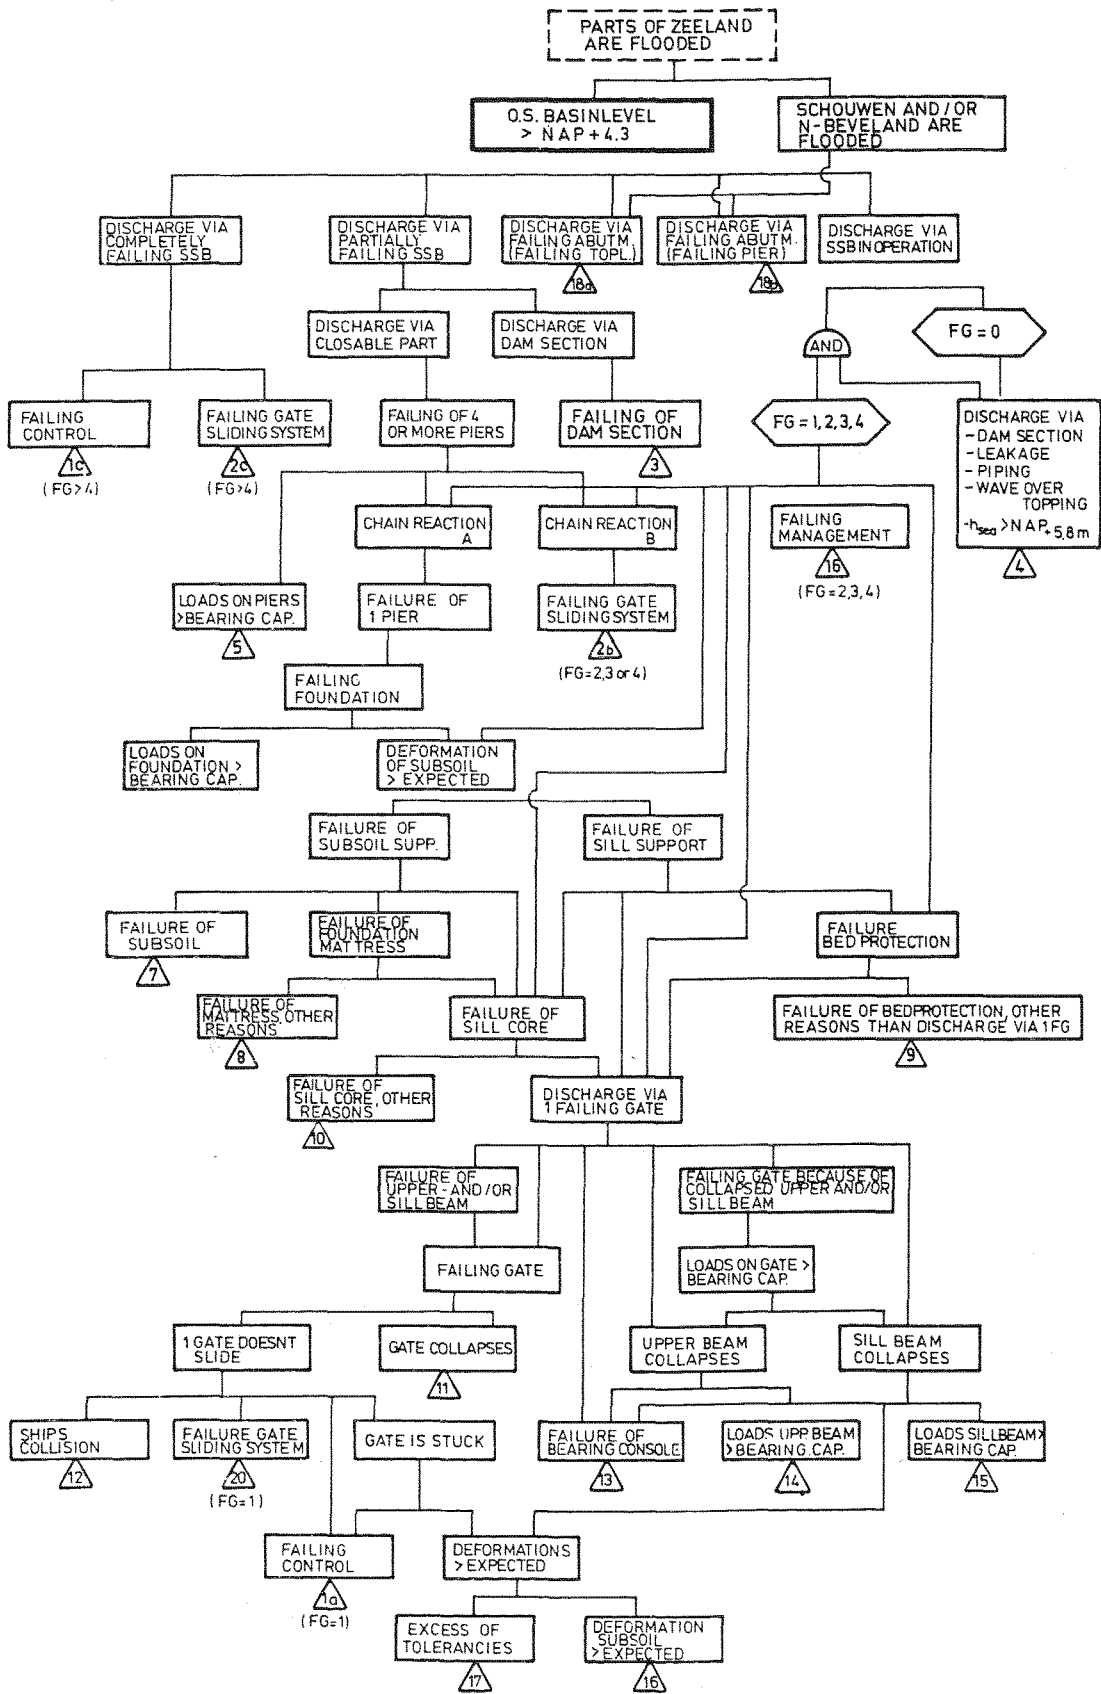 PARTS OF ZEELAND
ARE FLOODED
O.S. BASINLEVEL
> NAP + 4.3
SCHOUWEN AND / OR
N-BEVELAND ARE
FLOODED
DISCHARGE VIA
COMPLETELY
FAILING SSB
DISCHARGE VIA
PARTIALLY
FAILING SSB
DISCHARGE VIA
FAILING ABUTM.
(FAILING TOPL.)
18a
DISCHARGE VIA
FAILING ABUTM.
(FAILING PIER)
18b
DISCHARGE VIA
SSB IN OPERATION
DISCHARGE VIA
CLOSABLE PART
DISCHARGE VIA
DAM SECTION
AND
FG = 0
FAILING
CONTROL
1c
(FG>4)
FAILING GATE
SLIDING SYSTEM
2c
(FG>4)
FAILING OF 4
OR MORE PIERS
FAILING OF
DAM SECTION
3
FG = 1,2,3,4
DISCHARGE VIA
-DAM SECTION
-LEAKAGE
-PIPING
-WAVE OVER
TOPPING
-hsea > NAP+5,8m
4
CHAIN REACTION
A
CHAIN REACTION
B
FAILING
MANAGEMENT
16
(FG=2,3,4)
LOADS ON PIERS
>BEARING CAP.
5
FAILURE OF
1 PIER
FAILING GATE
SLIDING SYSTEM
2b
(FG=2,3 or 4)
FAILING
FOUNDATION
LOADS ON
FOUNDATION >
BEARING CAP.
DEFORMATION
OF SUBSOIL
> EXPECTED
FAILURE OF
SUBSOIL SUPP.
FAILURE OF
SILL SUPPORT
FAILURE OF
SUBSOIL
7
FAILURE OF
FOUNDATION
MATTRESS
FAILURE
BED PROTECTION
FAILURE OF
MATTRESS, OTHER
REASONS
8
FAILURE OF
SILL CORE
FAILURE OF BEDPROTECTION, OTHER
REASONS THAN DISCHARGE VIA 1 FG
9
FAILURE OF
SILL CORE, OTHER
REASONS
10
DISCHARGE VIA
1 FAILING GATE
FAILURE OF
UPPER- AND/OR
SILL BEAM
FAILING GATE BECAUSE OF
COLLAPSED UPPER AND/OR
SILL BEAM
FAILING GATE
LOADS ON GATE >
BEARING CAP.
1 GATE DOESNT
SLIDE
GATE COLLAPSES
11
UPPER BEAM
COLLAPSES
SILL BEAM
COLLAPSES
SHIPS
COLLISION
12
FAILURE GATE
SLIDING SYSTEM
20
(FG=1)
GATE IS STUCK
FAILURE OF
BEARING CONSOLE
13
LOADS UPP. BEAM
>BEARING CAP.
14
LOADS SILLBEAM>
BEARING CAP.
15
FAILING
CONTROL
1a
(FG=1)
DEFORMATIONS
> EXPECTED
EXCESS OF
TOLERANCIES
17
DEFORMATION
SUBSOIL
>EXPECTED
16